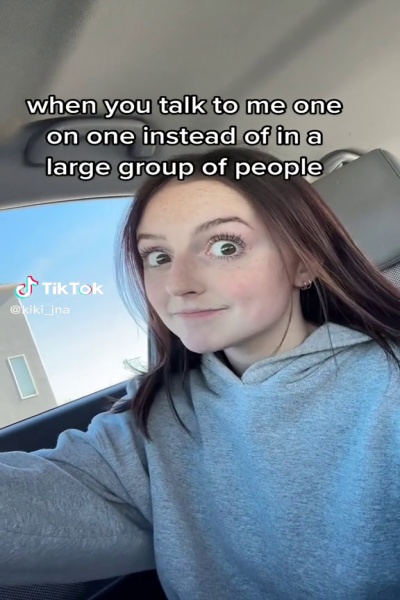 when you talk to me one
on one instead of in a
large group of people
TikTok
@kiki_jna